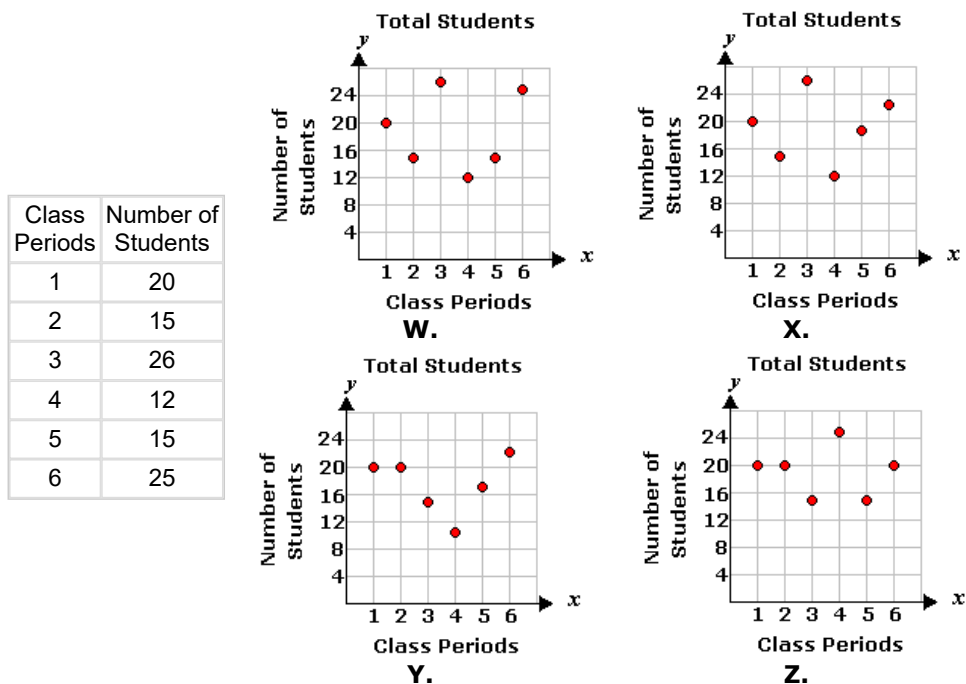 Class Periods Number of Students
1 20
2 15
3 26
4 12
5 15
6 25
Total Students
y
Number of Students
24
20
16
12
8
4
1 2 3 4 5 6
x
Class Periods
W.
Total Students
y
Number of Students
24
20
16
12
8
4
1 2 3 4 5 6
x
Class Periods
X.
Total Students
y
Number of Students
24
20
16
12
8
4
1 2 3 4 5 6
x
Class Periods
Y.
Total Students
y
Number of Students
24
20
16
12
8
4
1 2 3 4 5 6
x
Class Periods
Z.